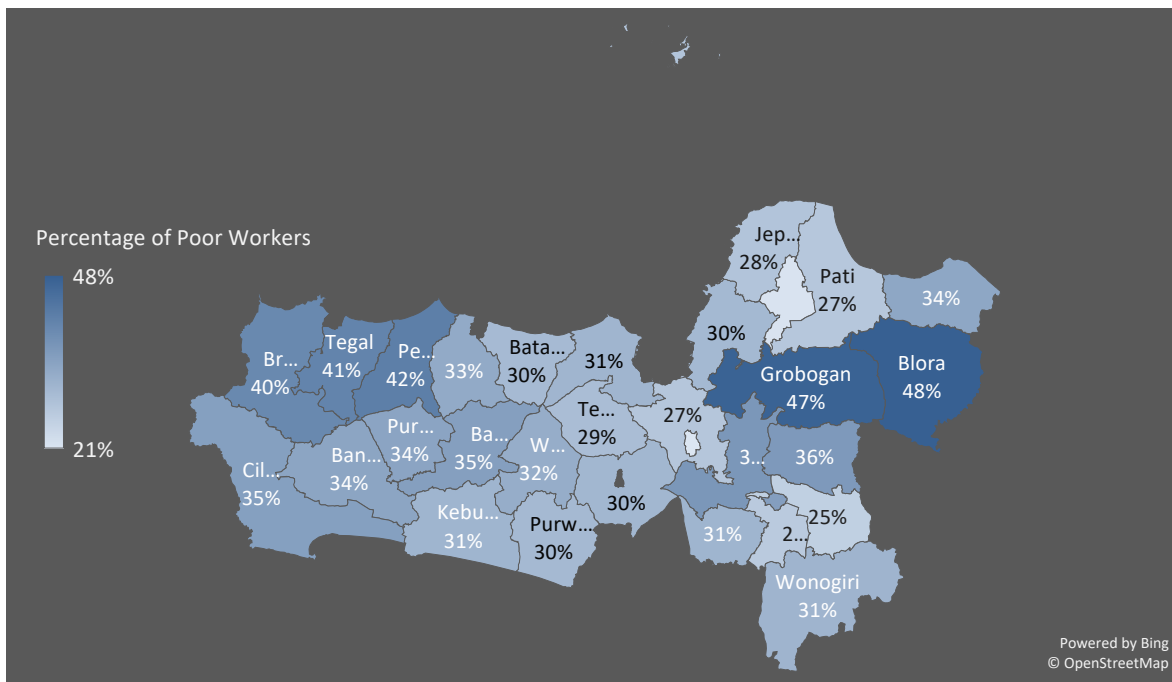 Percentage of Poor Workers
48%
21%
Jep...
28%
Pati
27%
34%
30%
Blora
48%
Grobogan
47%
Br...
40%
Tegal
41%
Pe...
42%
33%
Bata...
30%
31%
Te...
29%
27%
3...
36%
Cil...
35%
Ban...
34%
Pur...
34%
Ba...
35%
W...
32%
30%
Kebu...
31%
Purw...
30%
31%
2...
25%
Wonogiri
31%
Powered by Bing
© OpenStreetMap